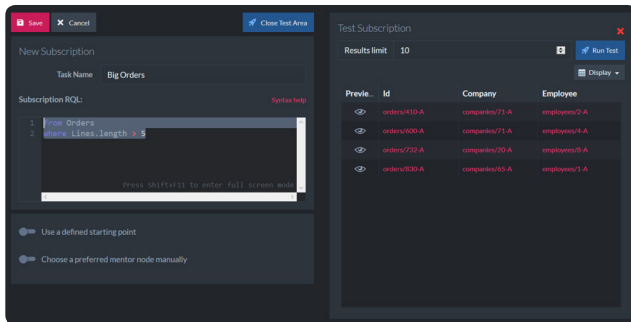 Save Cancel Close Test Area
New Subscription
Task Name Big Orders
Subscription RQL: Syntax help
1 from Orders
2 where Lines.length > 5
Press Shift+F11 to enter full screen mode
Use a defined starting point
Choose a preferred mentor node manually
Test Subscription
Results limit 10 Run Test
Display
Previe... Id Company Employee
orders/410-A companies/71-A employees/2-A
orders/600-A companies/71-A employees/4-A
orders/732-A companies/20-A employees/8-A
orders/830-A companies/65-A employees/1-A